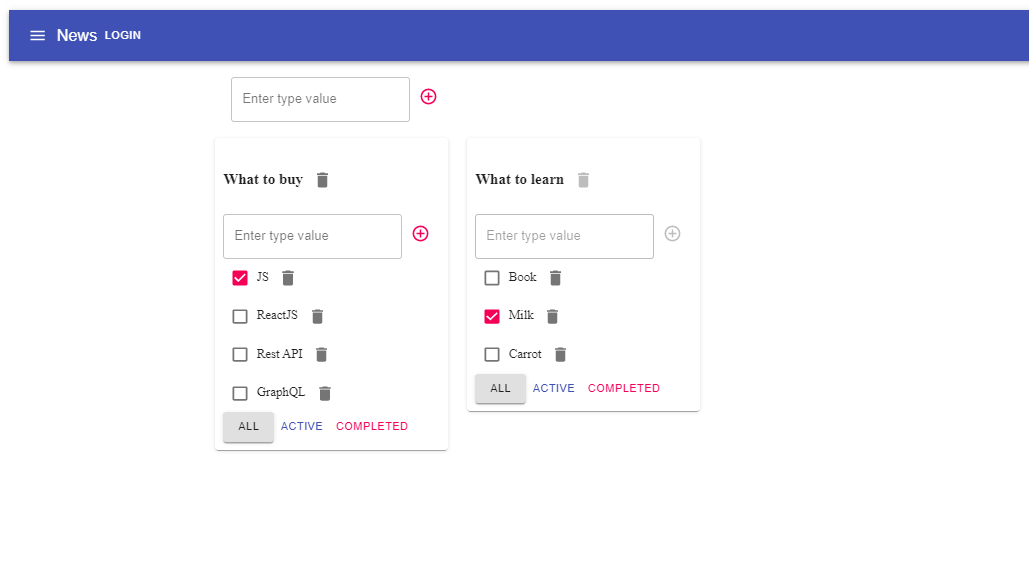 News LOGIN
Enter type value
What to buy
Enter type value
JS
ReactJS
Rest API
GraphQL
ALL ACTIVE COMPLETED
What to learn
Enter type value
Book
Milk
Carrot
ALL ACTIVE COMPLETED